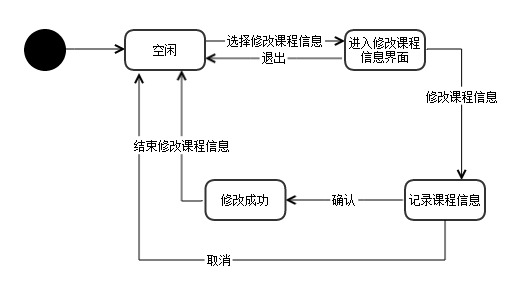 空闲
选择修改课程信息
退出
进入修改课程
信息界面
修改课程信息
结束修改课程信息
修改成功
确认
记录课程信息
取消